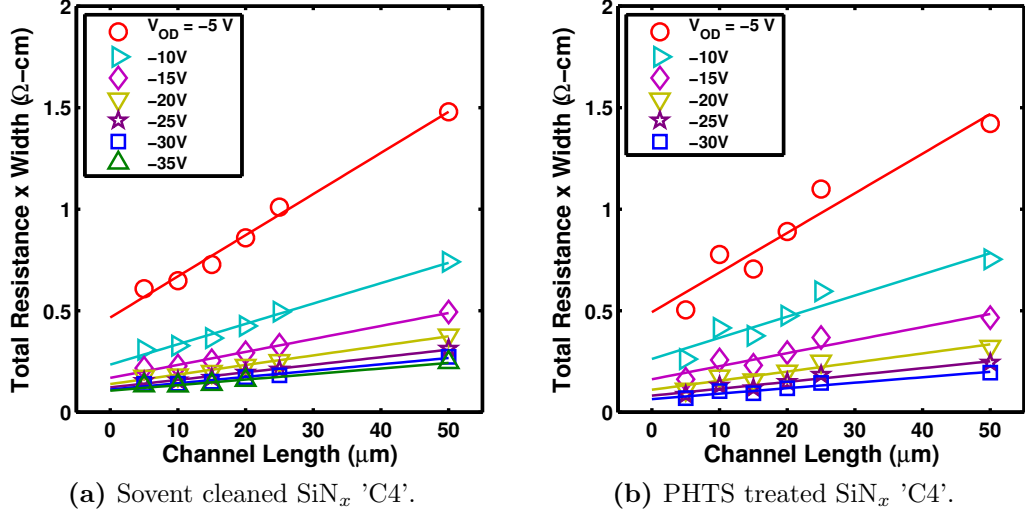 2
1.5
1
0.5
0
Total Resistance x Width (Ω−cm)
V_OD = −5 V
−10V
−15V
−20V
−25V
−30V
−35V
0 10 20 30 40 50
Channel Length (μm)
(a) Sovent cleaned SiN_x 'C4'.
2
1.5
1
0.5
0
Total Resistance x Width (Ω−cm)
V_OD = −5 V
−10V
−15V
−20V
−25V
−30V
0 10 20 30 40 50
Channel Length (μm)
(b) PHTS treated SiN_x 'C4'.